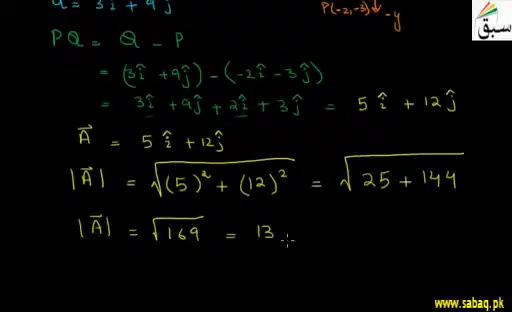 Q = 3î + 9ĵ
P(-2,-3) -y
سبق
PQ = Q - P
= (3î + 9ĵ) - (-2î - 3ĵ)
= 3î + 9ĵ + 2î + 3ĵ = 5î + 12ĵ
A⃗ = 5î + 12ĵ
|A⃗| = √(5)² + (12)² = √25 + 144
|A⃗| = √169 = 13
www.sabaq.pk